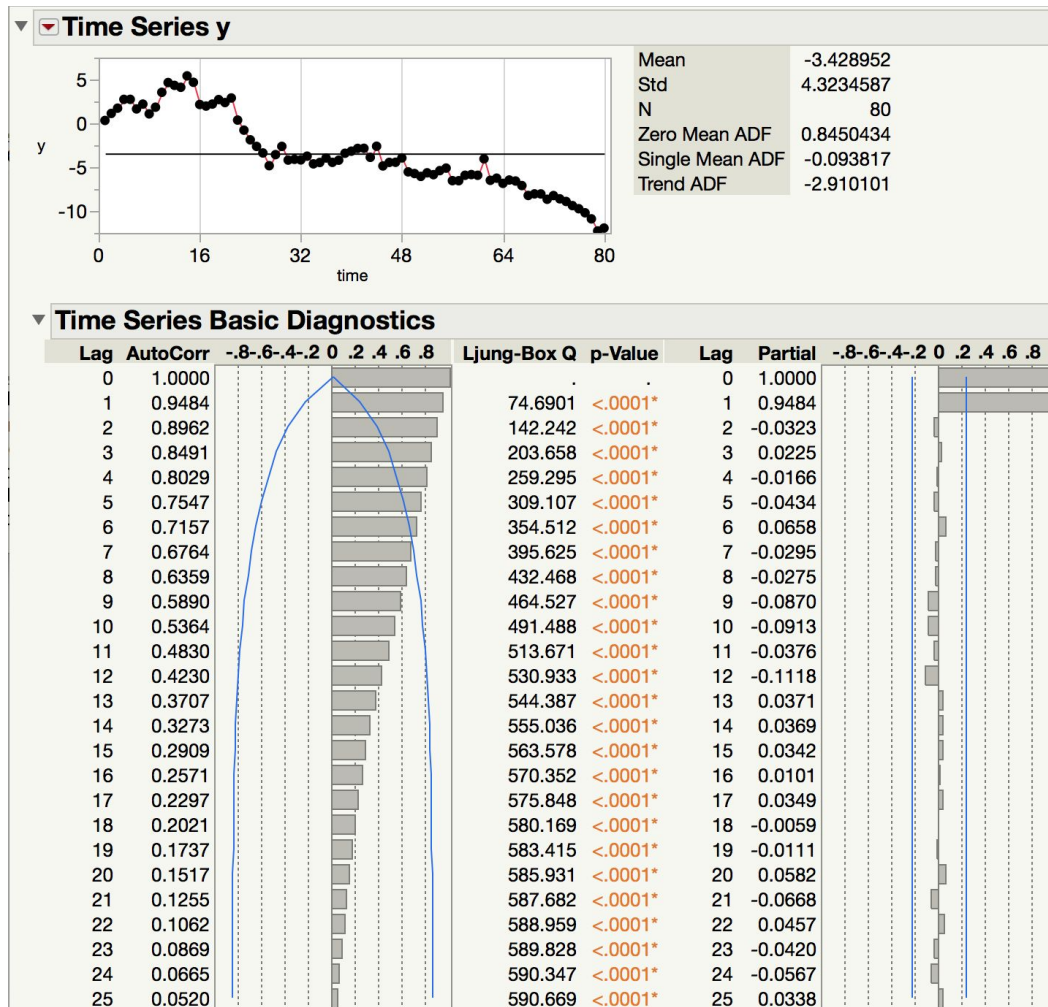 Time Series y
Mean -3.428952
Std 4.3234587
N 80
Zero Mean ADF 0.8450434
Single Mean ADF -0.093817
Trend ADF -2.910101
5
0
-5
-10
y
0 16 32 48 64 80
time
Time Series Basic Diagnostics
Lag AutoCorr -.8-.6-.4-.2 0 .2 .4 .6 .8 Ljung-Box Q p-Value Lag Partial -.8-.6-.4-.2 0 .2 .4 .6 .8
0 1.0000 . . 0 1.0000
1 0.9484 74.6901 <.0001* 1 0.9484
2 0.8962 142.242 <.0001* 2 -0.0323
3 0.8491 203.658 <.0001* 3 0.0225
4 0.8029 259.295 <.0001* 4 -0.0166
5 0.7547 309.107 <.0001* 5 -0.0434
6 0.7157 354.512 <.0001* 6 0.0658
7 0.6764 395.625 <.0001* 7 -0.0295
8 0.6359 432.468 <.0001* 8 -0.0275
9 0.5890 464.527 <.0001* 9 -0.0870
10 0.5364 491.488 <.0001* 10 -0.0913
11 0.4830 513.671 <.0001* 11 -0.0376
12 0.4230 530.933 <.0001* 12 -0.1118
13 0.3707 544.387 <.0001* 13 0.0371
14 0.3273 555.036 <.0001* 14 0.0369
15 0.2909 563.578 <.0001* 15 0.0342
16 0.2571 570.352 <.0001* 16 0.0101
17 0.2297 575.848 <.0001* 17 0.0349
18 0.2021 580.169 <.0001* 18 -0.0059
19 0.1737 583.415 <.0001* 19 -0.0111
20 0.1517 585.931 <.0001* 20 0.0582
21 0.1255 587.682 <.0001* 21 -0.0668
22 0.1062 588.959 <.0001* 22 0.0457
23 0.0869 589.828 <.0001* 23 -0.0420
24 0.0665 590.347 <.0001* 24 -0.0567
25 0.0520 590.669 <.0001* 25 0.0338